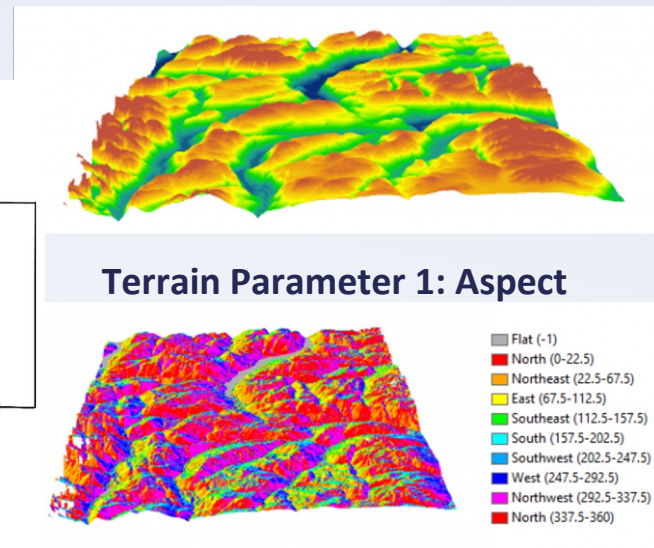 Terrain Parameter 1: Aspect
Flat (-1)
North (0-22.5)
Northeast (22.5-67.5)
East (67.5-112.5)
Southeast (112.5-157.5)
South (157.5-202.5)
Southwest (202.5-247.5)
West (247.5-292.5)
Northwest (292.5-337.5)
North (337.5-360)